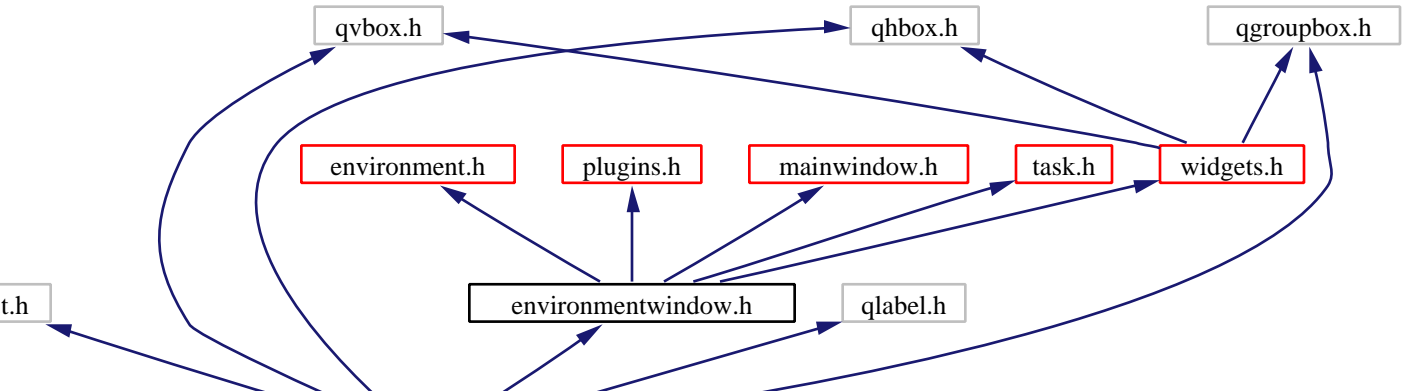 qvbox.h
qhbox.h
qgroupbox.h
environment.h
plugins.h
mainwindow.h
task.h
widgets.h
t.h
environmentwindow.h
qlabel.h